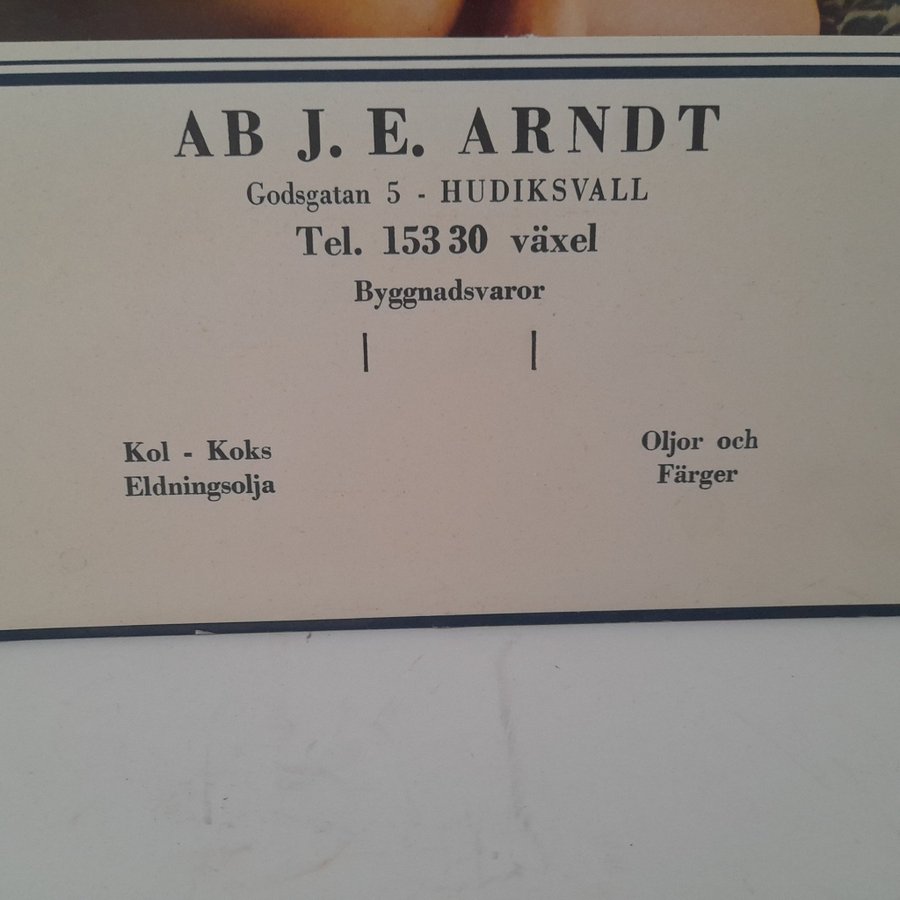 AB J. E. ARNDT
Godsgatan 5 - HUDIKSVALL
Tel. 153 30 växel
Byggnadsvaror
Kol - Koks
Eldningsolja
Oljor och
Färger